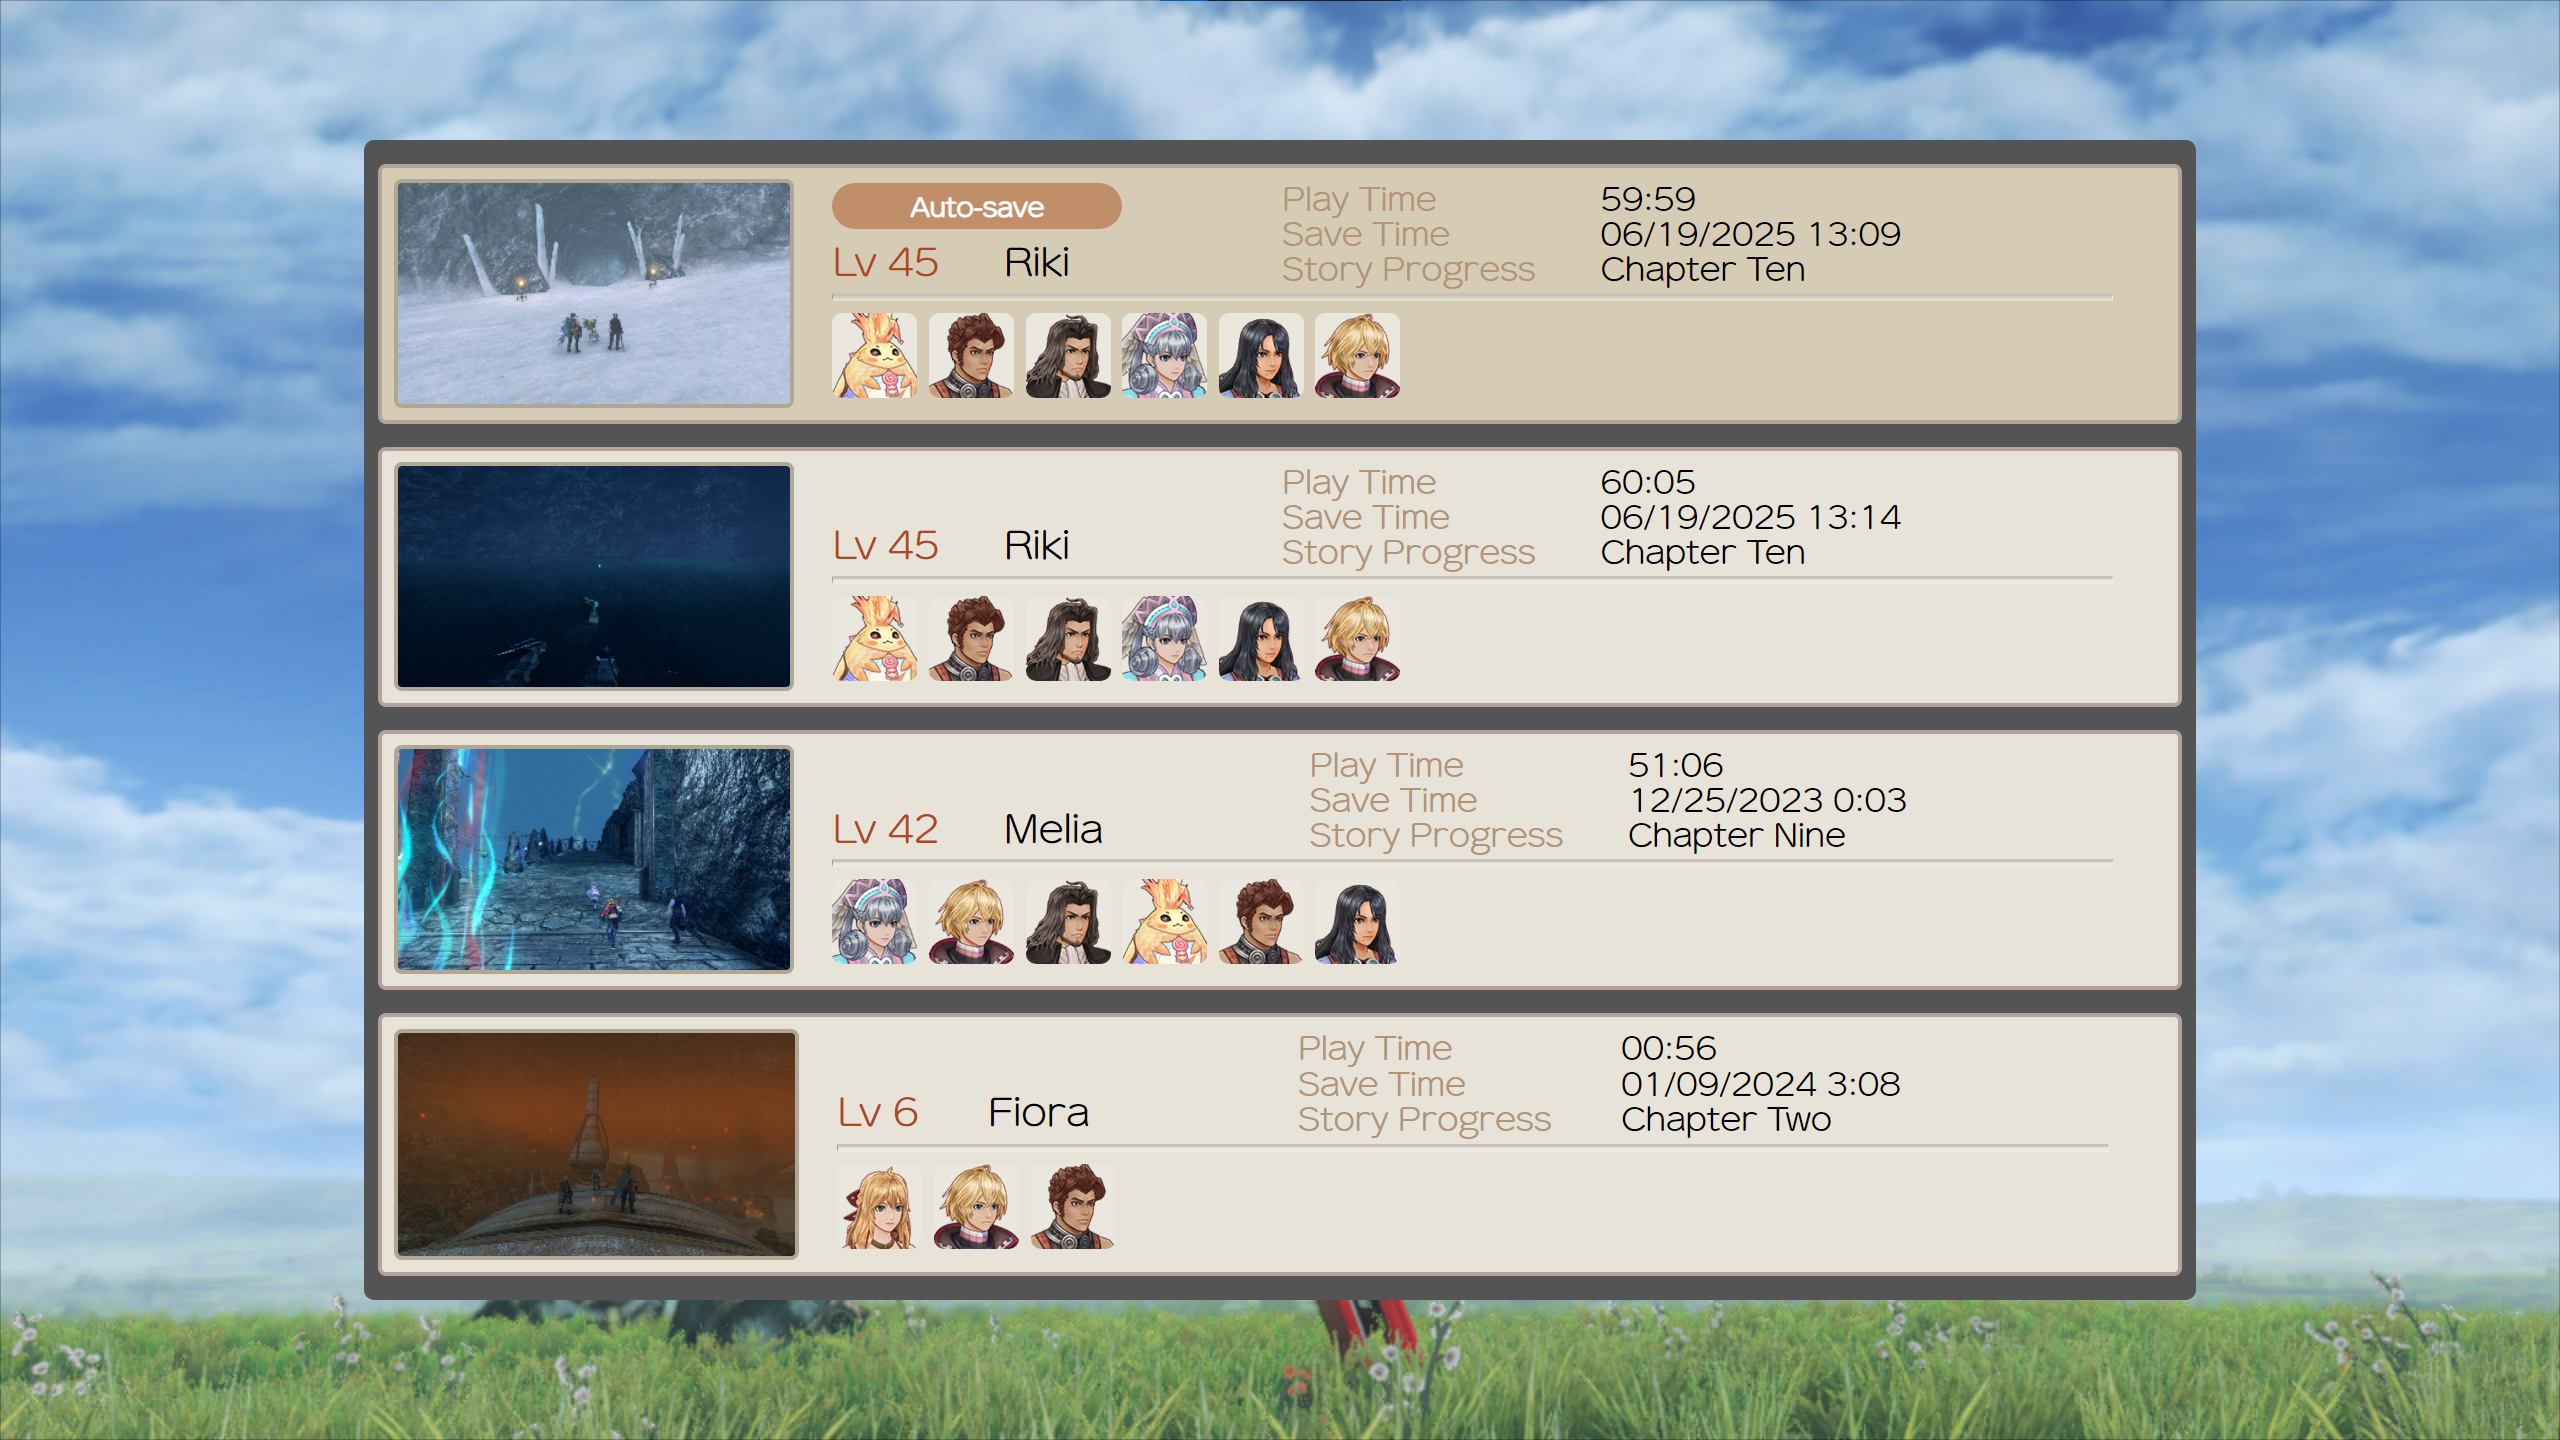 Auto-save
Lv 45 Riki
Play Time 59:59
Save Time 06/19/2025 13:09
Story Progress Chapter Ten
Lv 45 Riki
Play Time 60:05
Save Time 06/19/2025 13:14
Story Progress Chapter Ten
Lv 42 Melia
Play Time 51:06
Save Time 12/25/2023 0:03
Story Progress Chapter Nine
Lv 6 Fiora
Play Time 00:56
Save Time 01/09/2024 3:08
Story Progress Chapter Two